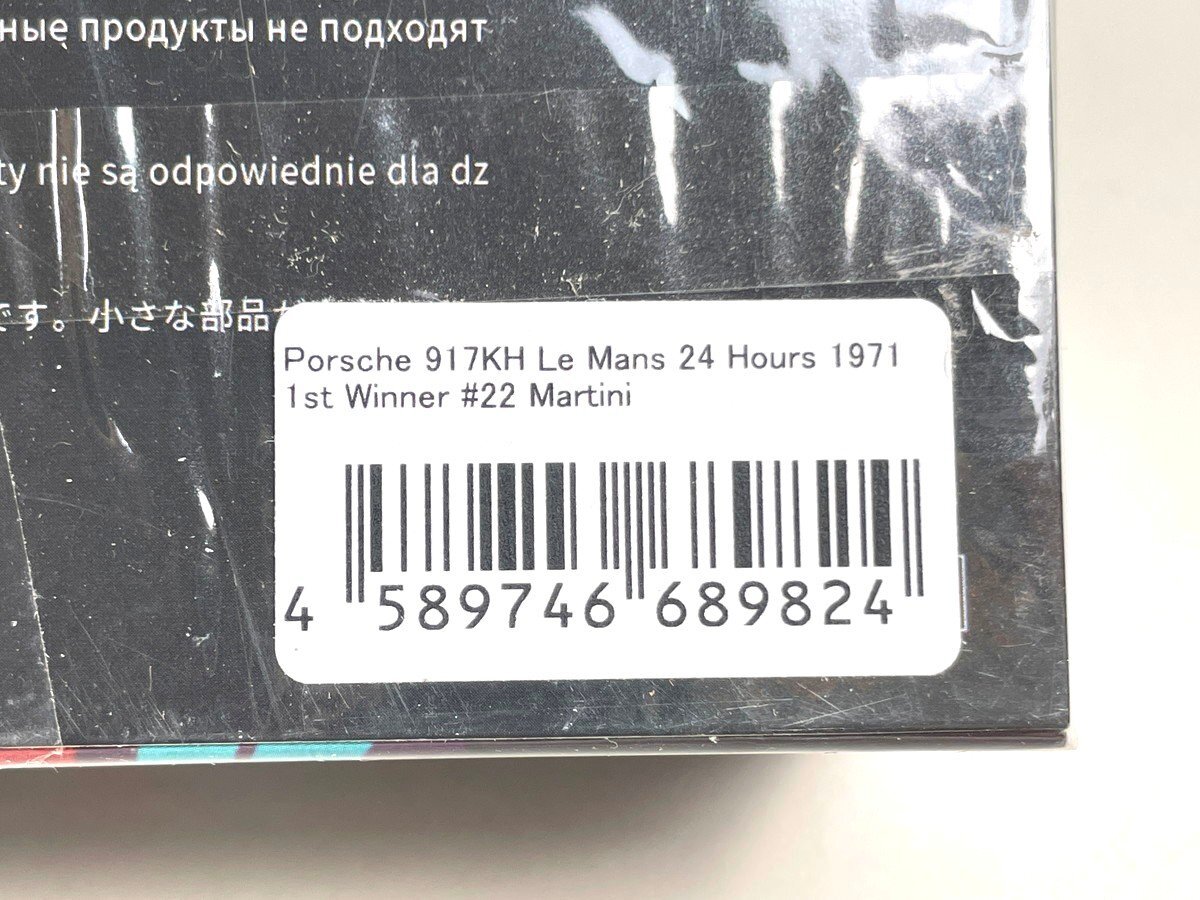 ные продукты не подходят
ty nie są odpowiednie dla dz
です。小さな部品
Porsche 917KH Le Mans 24 Hours 1971
1st Winner #22 Martini
4 589746 689824